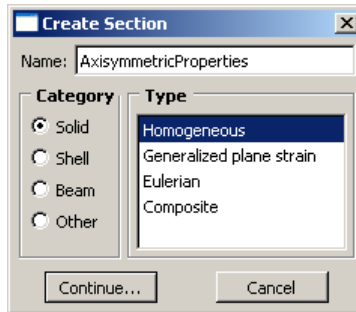 Create Section
Name: AxisymmetricProperties
Category Type
Solid
Shell
Beam
Other
Homogeneous
Generalized plane strain
Eulerian
Composite
Continue... Cancel